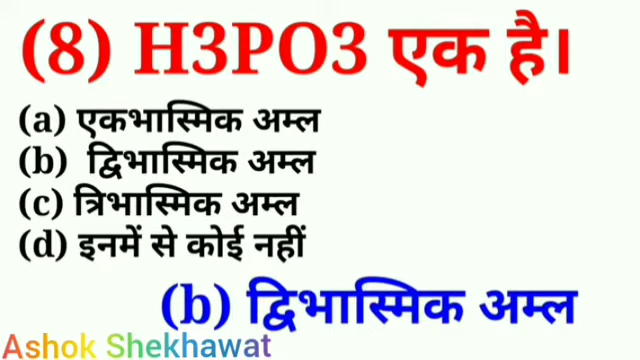 (8) H3PO3 एक है।
(a) एकभास्मिक अम्ल
(b) द्विभास्मिक अम्ल
(c) त्रिभास्मिक अम्ल
(d) इनमें से कोई नहीं
(b) द्विभास्मिक अम्ल
Ashok Shekhawat